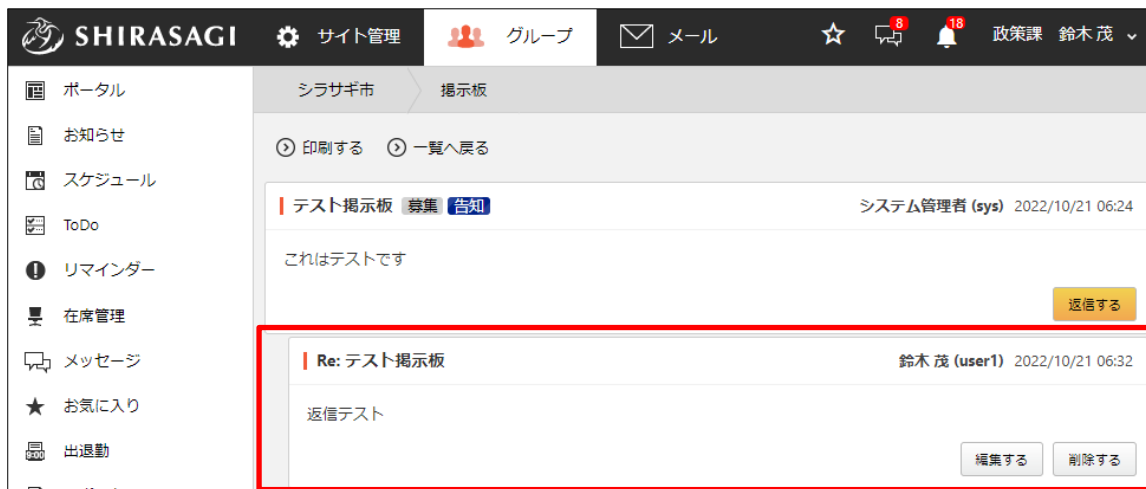 SHIRASAGI サイト管理 グループ メール 8 18 政策課 鈴木 茂
ポータル
シラサギ市 掲示板
お知らせ
印刷する 一覧へ戻る
スケジュール
テスト掲示板 募集 告知 システム管理者 (sys) 2022/10/21 06:24
ToDo
これはテストです
リマインダー
返信する
在席管理
Re: テスト掲示板 鈴木 茂 (user1) 2022/10/21 06:32
メッセージ
お気に入り
返信テスト
出退勤
編集する 削除する